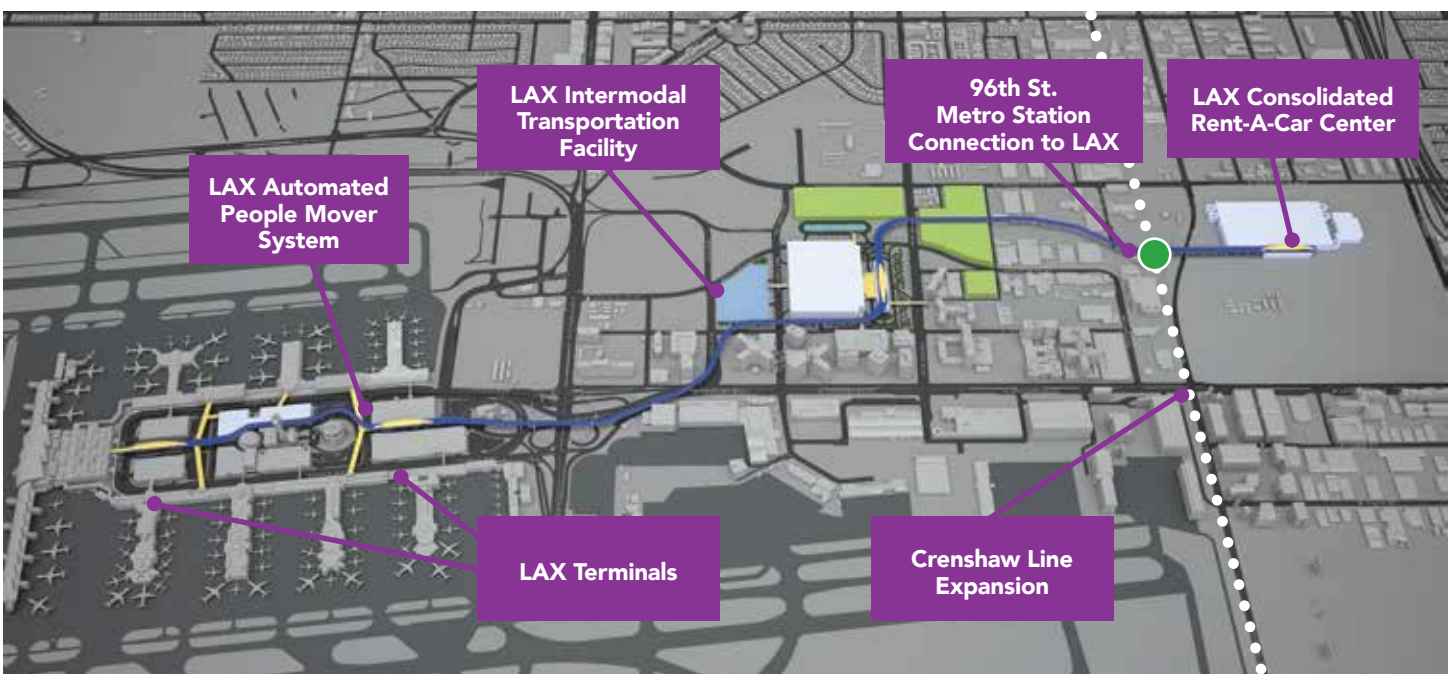 LAX Intermodal
Transportation
Facility
96th St.
Metro Station
Connection to LAX
LAX Consolidated
Rent-A-Car Center
LAX Automated
People Mover
System
LAX Terminals
Crenshaw Line
Expansion